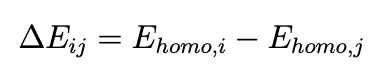 ΔE_{ij} = E_{homo,i} − E_{homo,j}